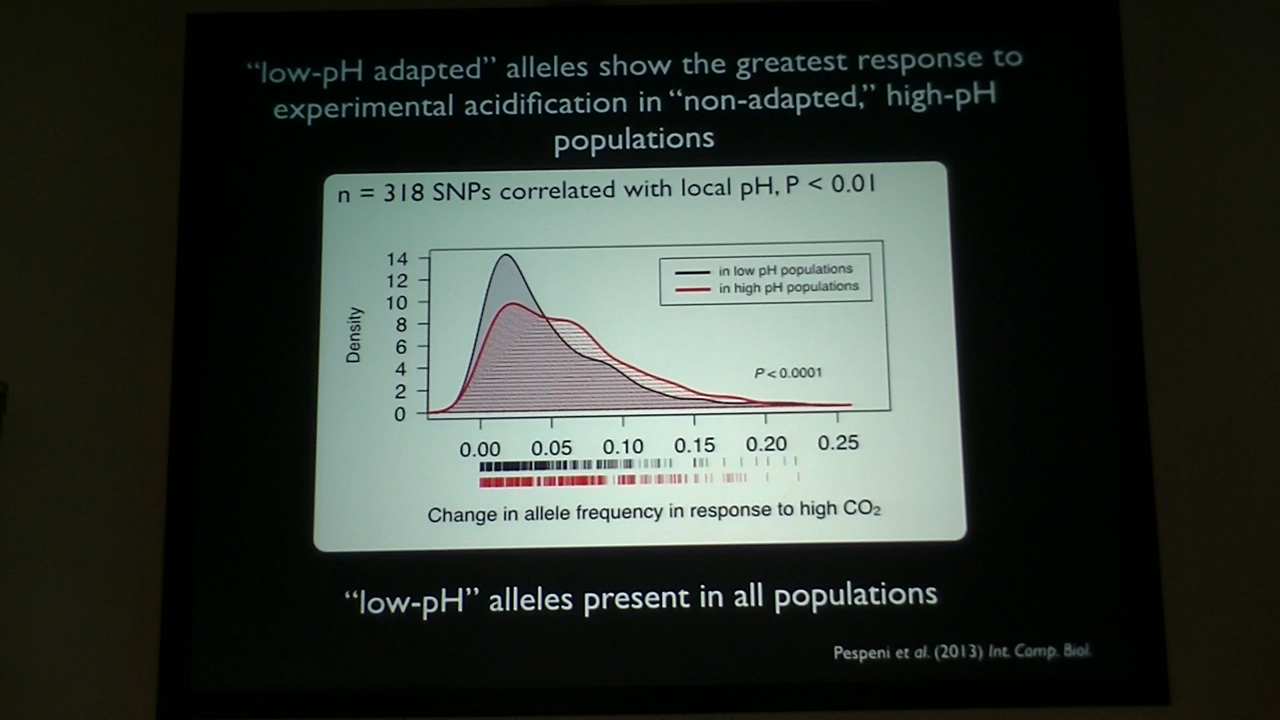 “low-pH adapted” alleles show the greatest response to
experimental acidification in “non-adapted,” high-pH
populations
n = 318 SNPs correlated with local pH, P < 0.01
14
12
10
8
6
4
2
0
Density
in low pH populations
in high pH populations
P < 0.0001
0.00 0.05 0.10 0.15 0.20 0.25
Change in allele frequency in response to high CO₂
“low-pH” alleles present in all populations
Pespeni et al. (2013) Int. Comp. Biol.